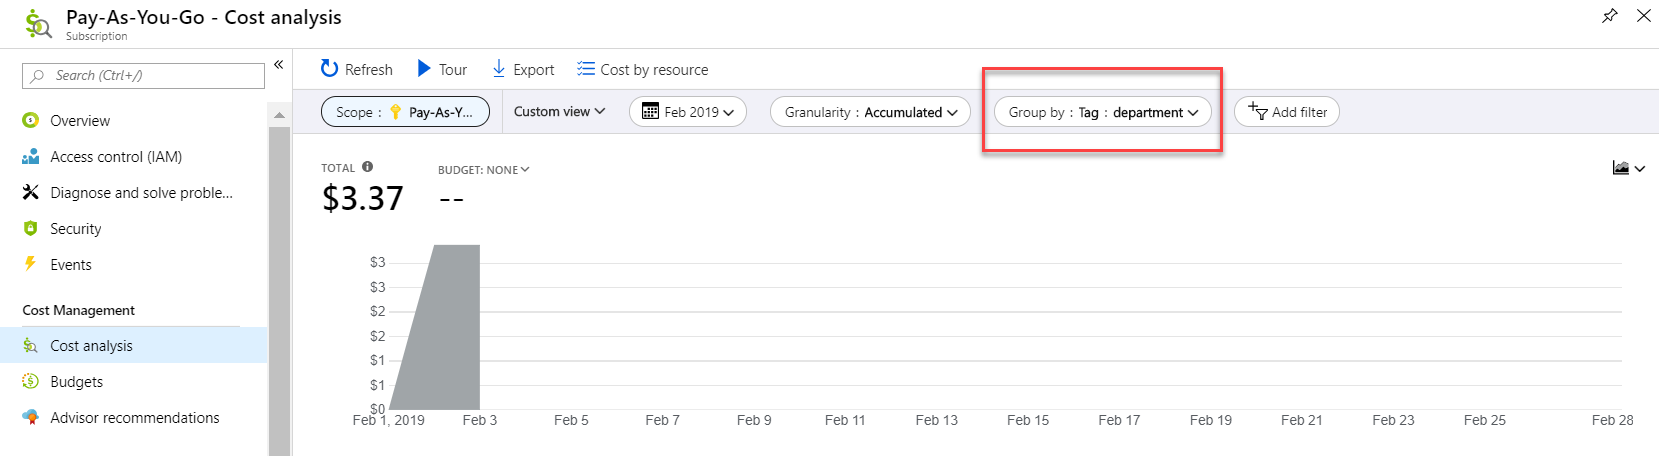 Pay-As-You-Go - Cost analysis
Subscription
Search (Ctrl+/)
Overview
Access control (IAM)
Diagnose and solve proble...
Security
Events
Cost Management
Cost analysis
Budgets
Advisor recommendations
Refresh Tour Export Cost by resource
Scope : Pay-As-Y... Custom view Feb 2019 Granularity : Accumulated Group by : Tag : department Add filter
TOTAL BUDGET: NONE
$3.37 --
$3
$3
$2
$2
$1
$1
$0
Feb 1, 2019 Feb 3 Feb 5 Feb 7 Feb 9 Feb 11 Feb 13 Feb 15 Feb 17 Feb 19 Feb 21 Feb 23 Feb 25 Feb 28